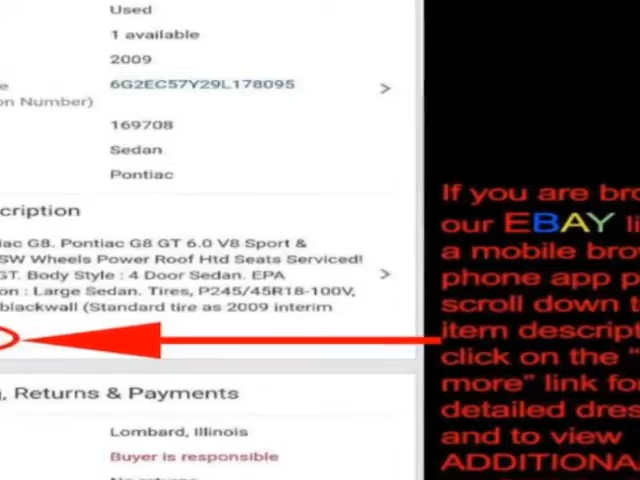 Used
1 available
2009
6G2EC57Y29L178095
on Number)
169708
Sedan
Pontiac
cription
iac G8. Pontiac G8 GT 6.0 V8 Sport &
SW Wheels Power Roof Htd Seats Serviced!
GT. Body Style : 4 Door Sedan. EPA
on : Large Sedan. Tires, P245/45R18-100V,
blackwall (Standard tire as 2009 interim
, Returns & Payments
Lombard, Illinois
Buyer is responsible
No returns
If you are bro
our EBAY li
a mobile brow
phone app p
scroll down t
item descript
click on the "
more" link fo
detailed dres
and to view
ADDITIONA